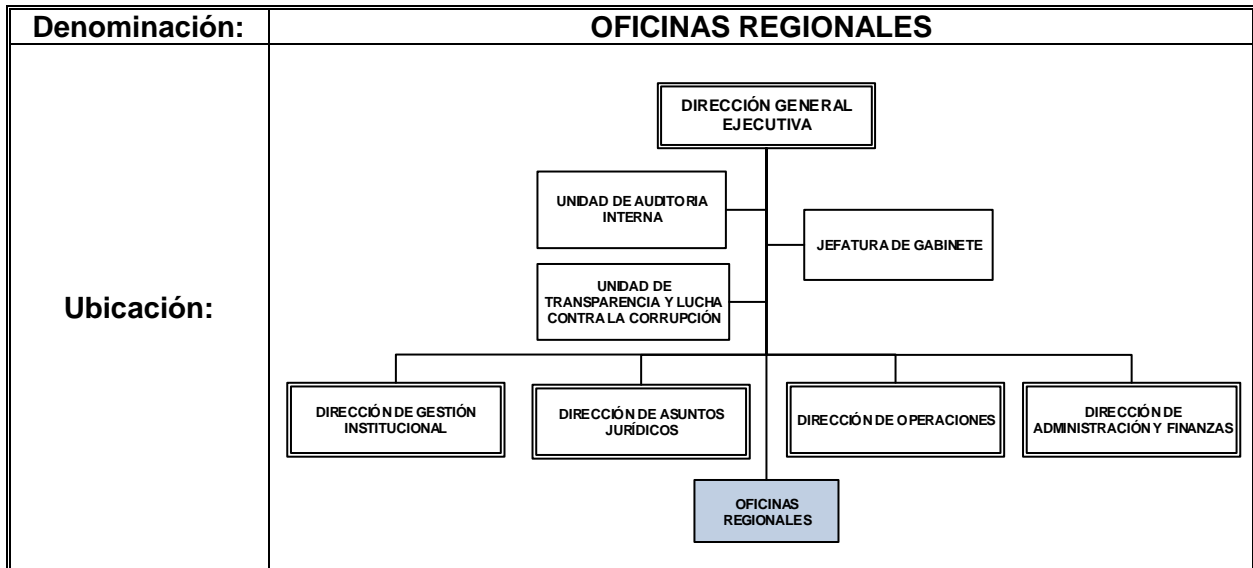 Denominación:
OFICINAS REGIONALES
Ubicación:
DIRECCIÓN GENERAL
EJECUTIVA
UNIDAD DE AUDITORIA
INTERNA
JEFATURA DE GABINETE
UNIDAD DE
TRANSPARENCIA Y LUCHA
CONTRA LA CORRUPCIÓN
DIRECCIÓN DE GESTIÓN
INSTITUCIONAL
DIRECCIÓN DE ASUNTOS
JURÍDICOS
DIRECCIÓN DE OPERACIONES
DIRECCIÓN DE
ADMINISTRACIÓN Y FINANZAS
OFICINAS
REGIONALES